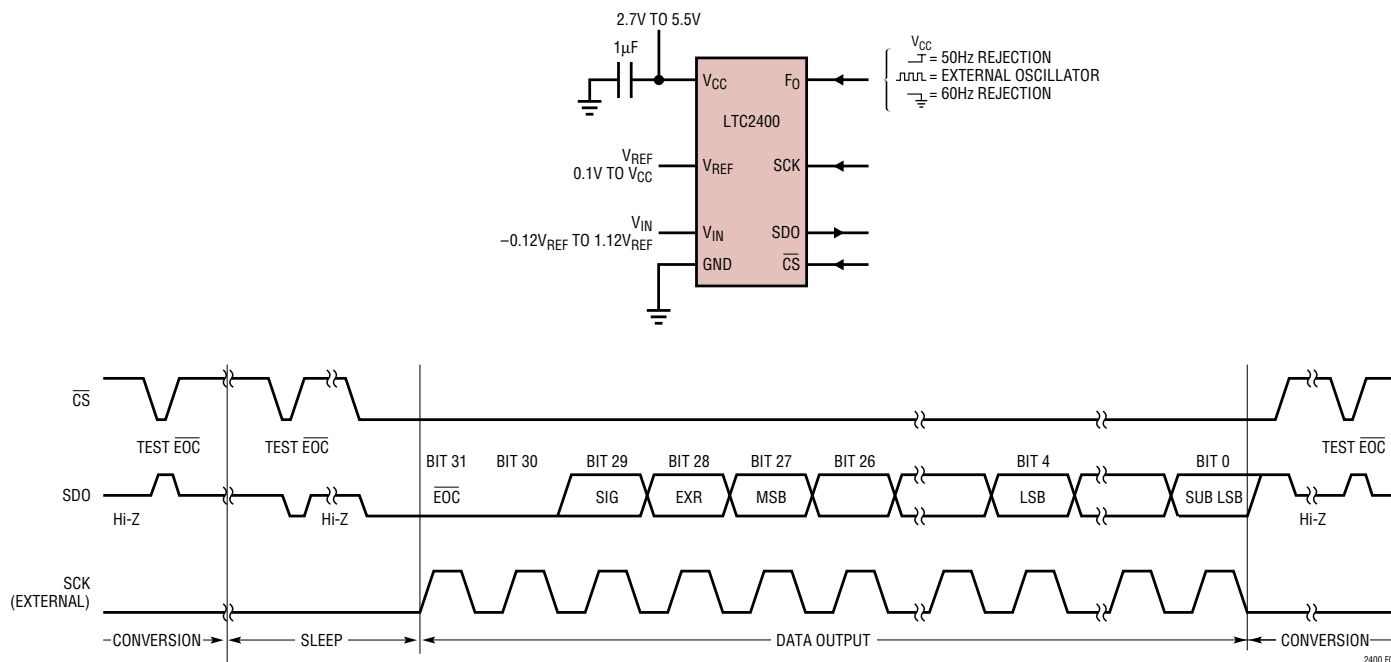 2.7V TO 5.5V
1µF
VCC
FO
VCC
= 50Hz REJECTION
= EXTERNAL OSCILLATOR
= 60Hz REJECTION
LTC2400
VREF
0.1V TO VCC
VREF
SCK
VIN
−0.12VREF TO 1.12VREF
VIN
SDO
GND
CS
CS
TEST EOC
TEST EOC
TEST EOC
BIT 31
BIT 30
BIT 29
BIT 28
BIT 27
BIT 26
BIT 4
BIT 0
SDO
EOC
SIG
EXR
MSB
LSB
SUB LSB
Hi-Z
Hi-Z
Hi-Z
SCK
(EXTERNAL)
CONVERSION
SLEEP
DATA OUTPUT
CONVERSION